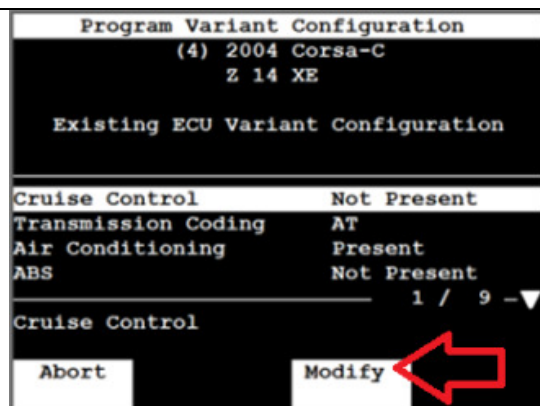 Program Variant Configuration
(4) 2004 Corsa-C
Z 14 XE
Existing ECU Variant Configuration
Cruise Control Not Present
Transmission Coding AT
Air Conditioning Present
ABS Not Present
1 / 9
Cruise Control
Abort Modify